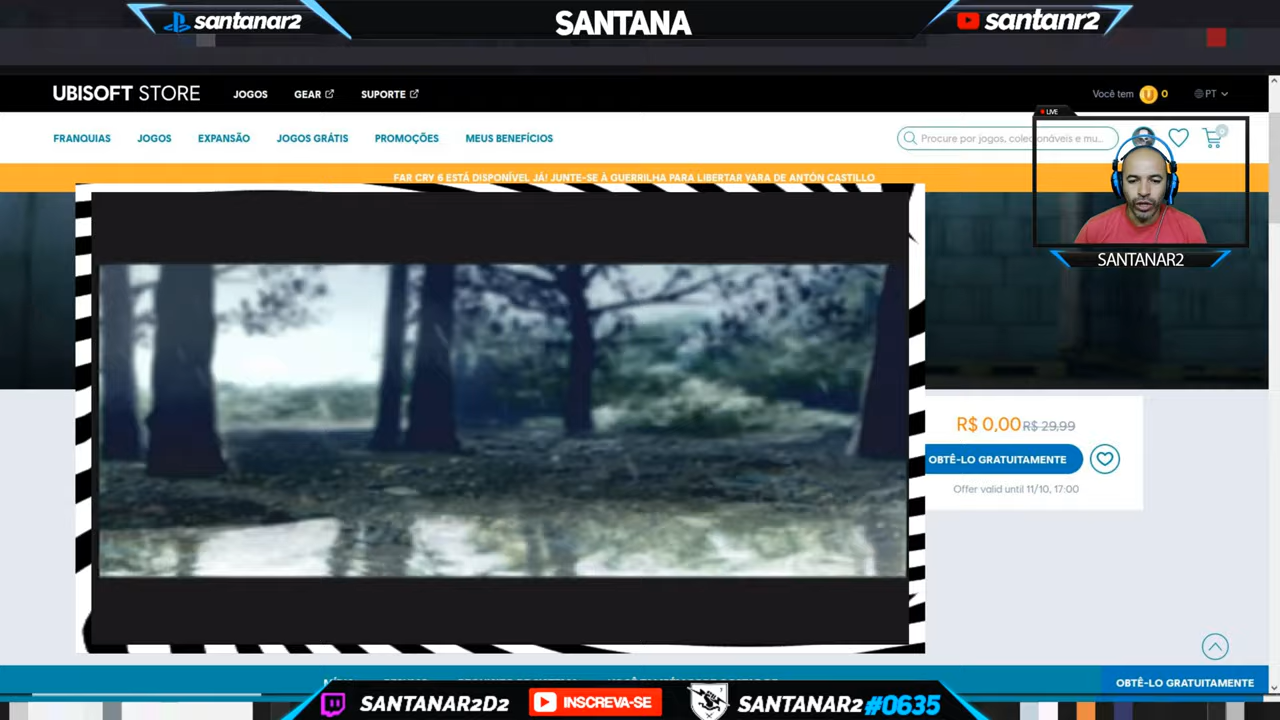 santanar2
SANTANA
santanr2
UBISOFT STORE
JOGOS
GEAR
SUPORTE
Você tem
0
PT
FRANQUIAS
JOGOS
EXPANSÃO
JOGOS GRÁTIS
PROMOÇÕES
MEUS BENEFÍCIOS
Procure por jogos, colecionáveis e mu...
0
LIVE
FAR CRY 6 ESTÁ DISPONÍVEL JÁ! JUNTE-SE À GUERRILHA PARA LIBERTAR YARA DE ANTÓN CASTILLO
SANTANAR2
R$ 0,00 R$ 29,99
OBTÊ-LO GRATUITAMENTE
Offer valid until 11/10, 17:00
OBTÊ-LO GRATUITAMENTE
SANTANAR2D2
INSCREVA-SE
SANTANAR2 #0635